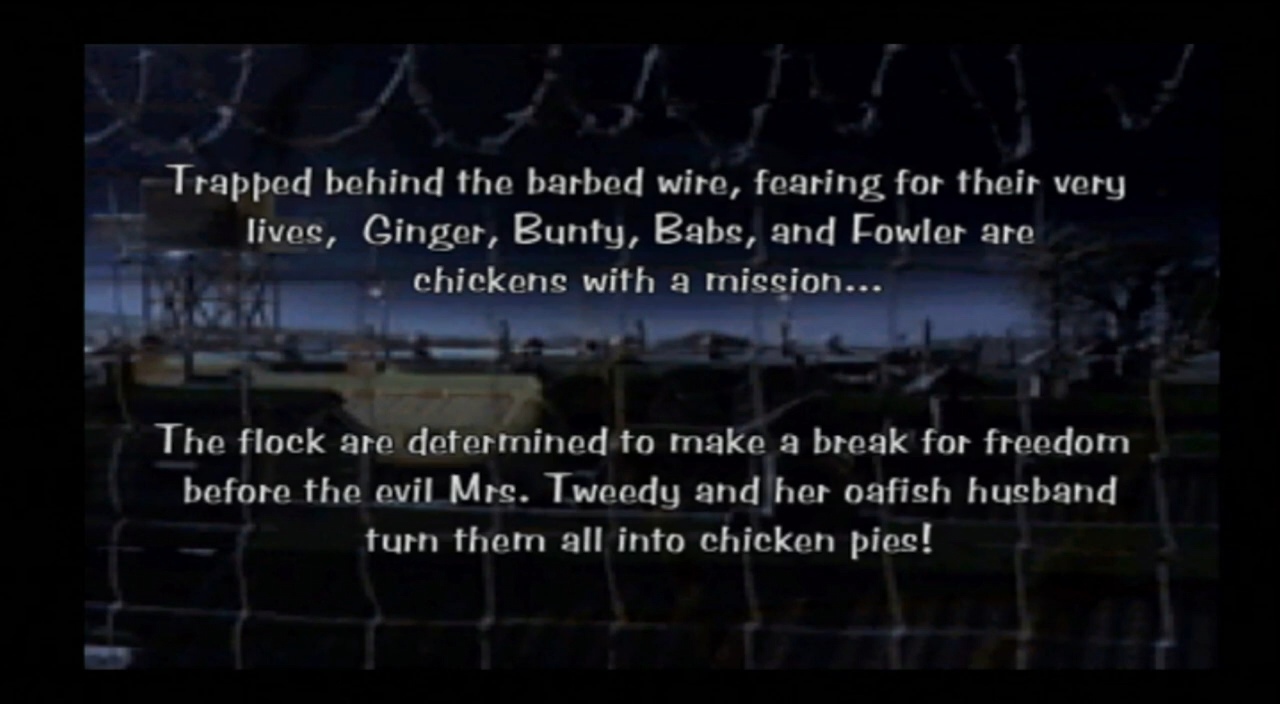 Trapped behind the barbed wire, fearing for their very
lives,  Ginger, Bunty, Babs, and Fowler are
chickens with a mission...
The flock are determined to make a break for freedom
before the evil Mrs. Tweedy and her oafish husband
turn them all into chicken pies!